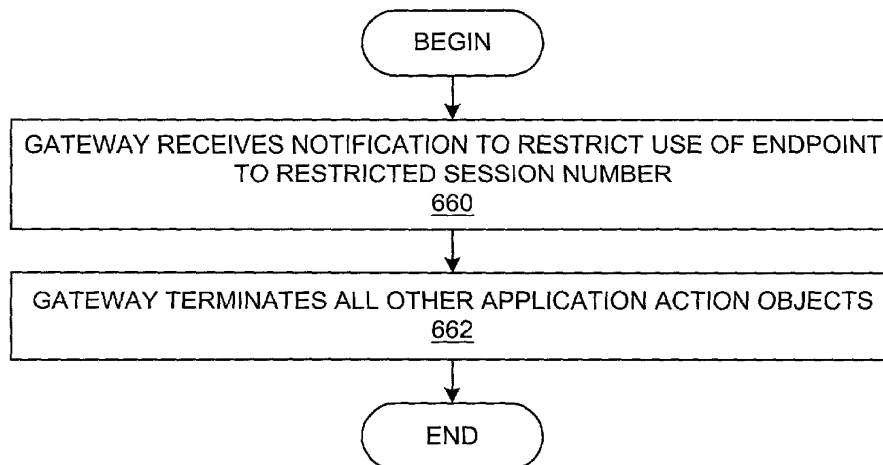 BEGIN
GATEWAY RECEIVES NOTIFICATION TO RESTRICT USE OF ENDPOINT
TO RESTRICTED SESSION NUMBER
660
GATEWAY TERMINATES ALL OTHER APPLICATION ACTION OBJECTS
662
END